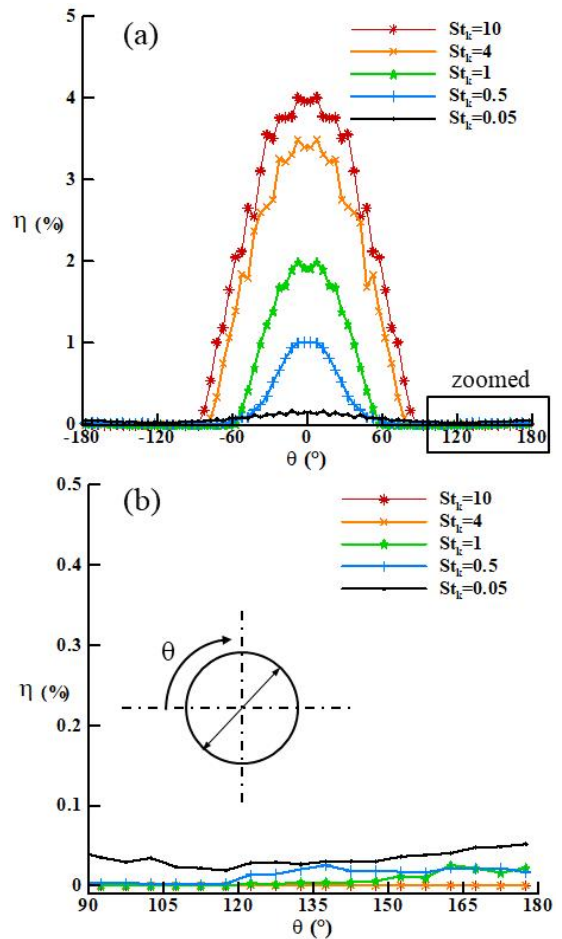 (a)
St_k=10
St_k=4
St_k=1
St_k=0.5
St_k=0.05
5
4
3
2
1
0
η (%)
zoomed
-180 -120 -60 0 60 120 180
θ (°)
(b)
St_k=10
St_k=4
St_k=1
St_k=0.5
St_k=0.05
0.5
0.4
0.3
0.2
0.1
0
θ
η (%)
90 105 120 135 145 165 180
θ (°)